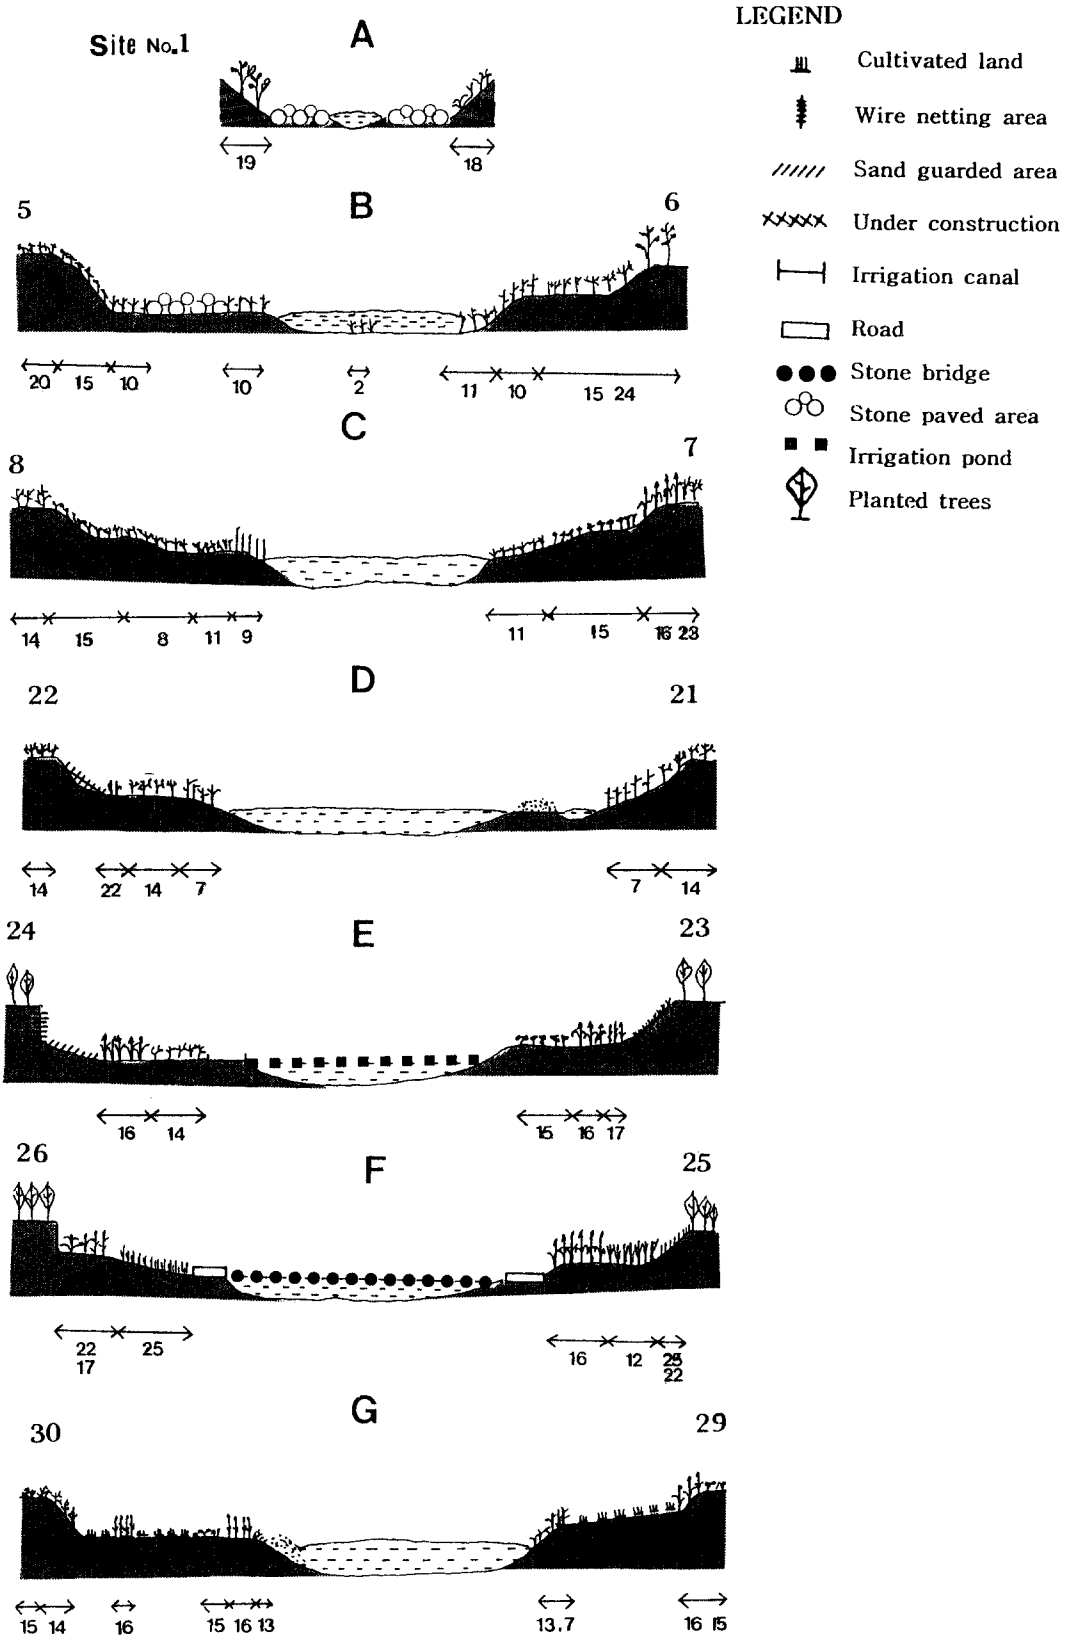 A
Site No.1
19 18
5 B 6
20 15 10 10 2 11 10 15 24
C
8 7
14 15 8 11 9 11 15 16 23
D
22 21
14 22 14 7 7 14
24 E 23
16 14 15 16 17
26 F 25
22 25 16 12 25
17 22
G
30 29
15 14 16 15 16 13 13.7 16 15
LEGEND
Cultivated land
Wire netting area
Sand guarded area
Under construction
Irrigation canal
Road
Stone bridge
Stone paved area
Irrigation pond
Planted trees